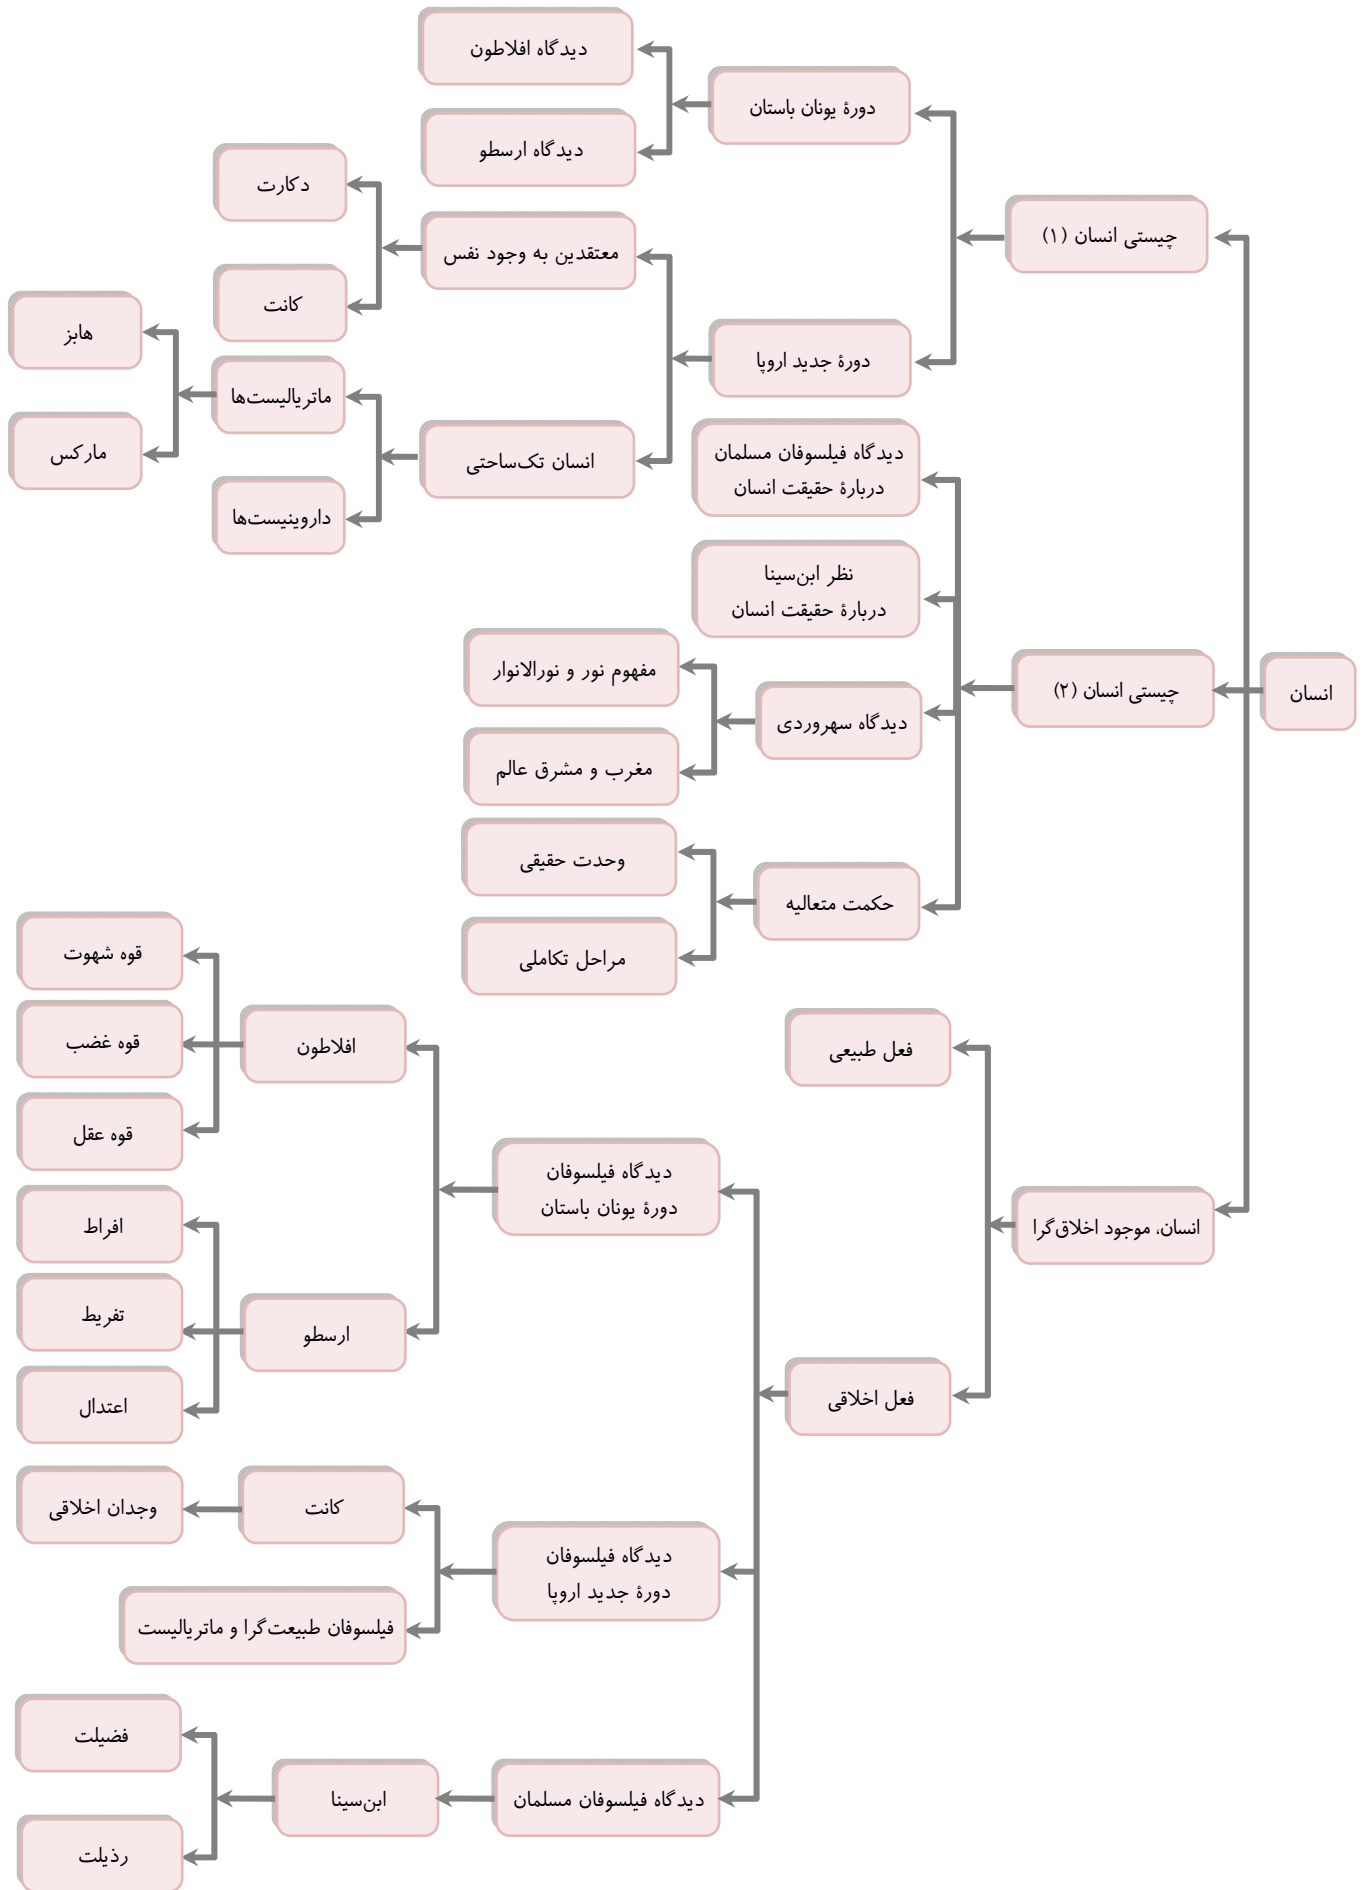 انسان
چیستی انسان (۱)
دورهٔ یونان باستان
دیدگاه افلاطون
دیدگاه ارسطو
دورهٔ جدید اروپا
معتقدین به وجود نفس
دکارت
کانت
انسان تک‌ساحتی
ماتریالیست‌ها
هابز
مارکس
داروینیست‌ها
چیستی انسان (۲)
دیدگاه فیلسوفان مسلمان
دربارهٔ حقیقت انسان
نظر ابن‌سینا
دربارهٔ حقیقت انسان
دیدگاه سهروردی
مفهوم نور و نورالانوار
مغرب و مشرق عالم
حکمت متعالیه
وحدت حقیقی
مراحل تکاملی
انسان، موجود اخلاق‌گرا
فعل طبیعی
فعل اخلاقی
دیدگاه فیلسوفان
دورهٔ یونان باستان
افلاطون
قوه شهوت
قوه غضب
قوه عقل
ارسطو
افراط
تفریط
اعتدال
دیدگاه فیلسوفان
دورهٔ جدید اروپا
کانت
وجدان اخلاقی
فیلسوفان طبیعت‌گرا و ماتریالیست
دیدگاه فیلسوفان مسلمان
ابن‌سینا
فضیلت
رذیلت